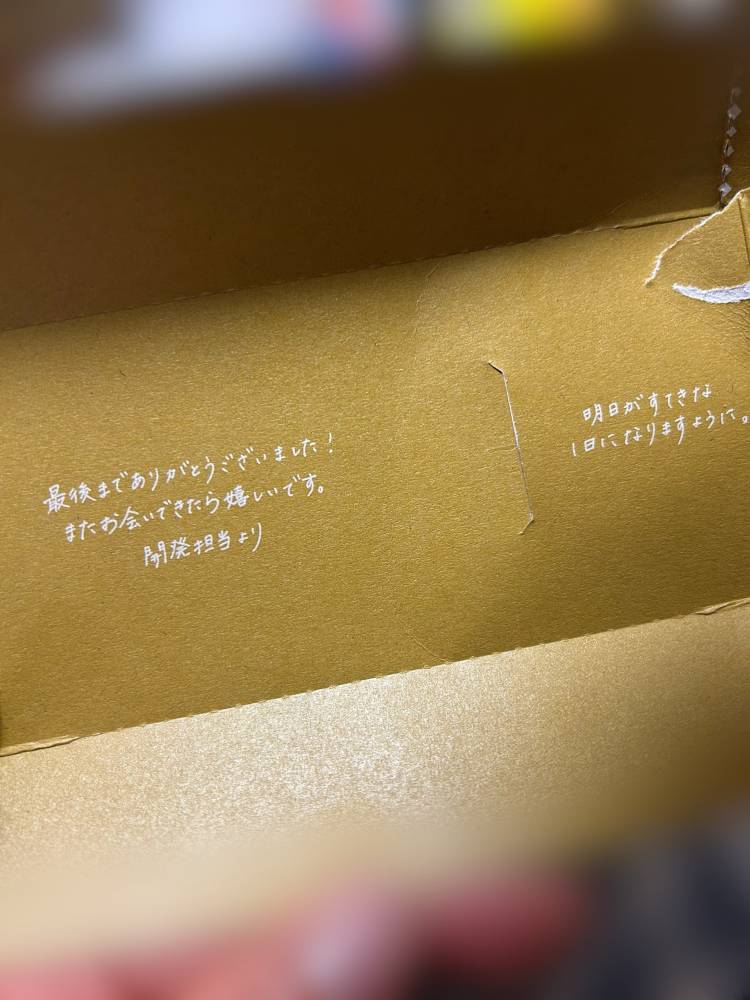 最後までありがとうございました!
またお会いできたら嬉しいです。
開発担当より
明日がすてきな
1日になりますように。